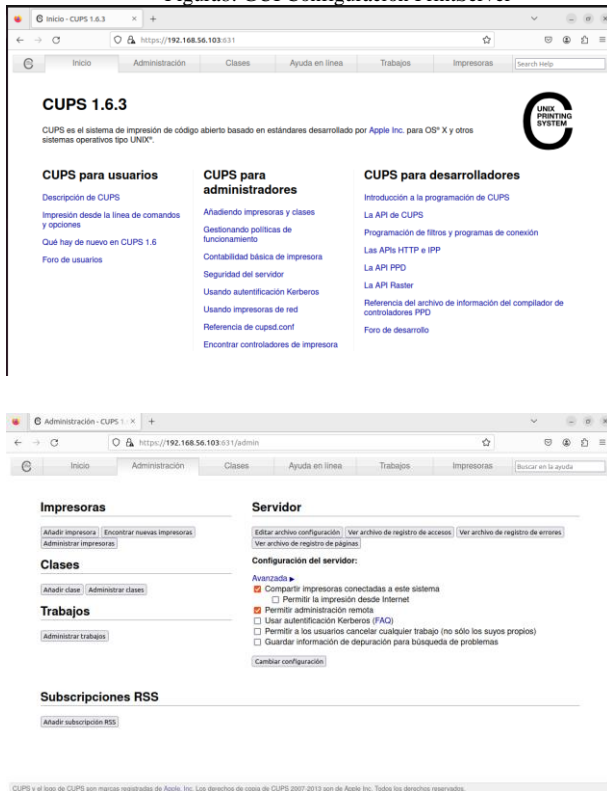 Inicio - CUPS 1.6.3
https://192.168.56.103:631
Inicio Administración Clases Ayuda en línea Trabajos Impresoras Search Help
CUPS 1.6.3
CUPS es el sistema de impresión de código abierto basado en estándares desarrollado por Apple Inc. para OS® X y otros
sistemas operativos tipo UNIX®.
UNIX
PRINTING
SYSTEM
CUPS para usuarios
Descripción de CUPS
Impresión desde la línea de comandos
y opciones
Qué hay de nuevo en CUPS 1.6
Foro de usuarios
CUPS para
administradores
Añadiendo impresoras y clases
Gestionando políticas de
funcionamiento
Contabilidad básica de impresora
Seguridad del servidor
Usando autentificación Kerberos
Usando impresoras de red
Referencia de cupsd.conf
Encontrar controladores de impresora
CUPS para desarrolladores
Introducción a la programación de CUPS
La API de CUPS
Programación de filtros y programas de conexión
Las APIs HTTP e IPP
La API PPD
La API Raster
Referencia del archivo de información del compilador de
controladores PPD
Foro de desarrollo
Administración - CUPS 1.
https://192.168.56.103:631/admin
Inicio Administración Clases Ayuda en línea Trabajos Impresoras Buscar en la ayuda
Impresoras
Añadir impresora Encontrar nuevas impresoras
Administrar impresoras
Clases
Añadir clase Administrar clases
Trabajos
Administrar trabajos
Servidor
Editar archivo configuración Ver archivo de registro de accesos Ver archivo de registro de errores
Ver archivo de registro de páginas
Configuración del servidor:
Avanzada
Compartir impresoras conectadas a este sistema
Permitir la impresión desde Internet
Permitir administración remota
Usar autentificación Kerberos (FAQ)
Permitir a los usuarios cancelar cualquier trabajo (no sólo los suyos propios)
Guardar información de depuración para búsqueda de problemas
Cambiar configuración
Subscripciones RSS
Añadir subscripción RSS
CUPS y el logo de CUPS son marcas registradas de Apple, Inc. Los derechos de copia de CUPS 2007-2013 son de Apple Inc. Todos los derechos reservados.